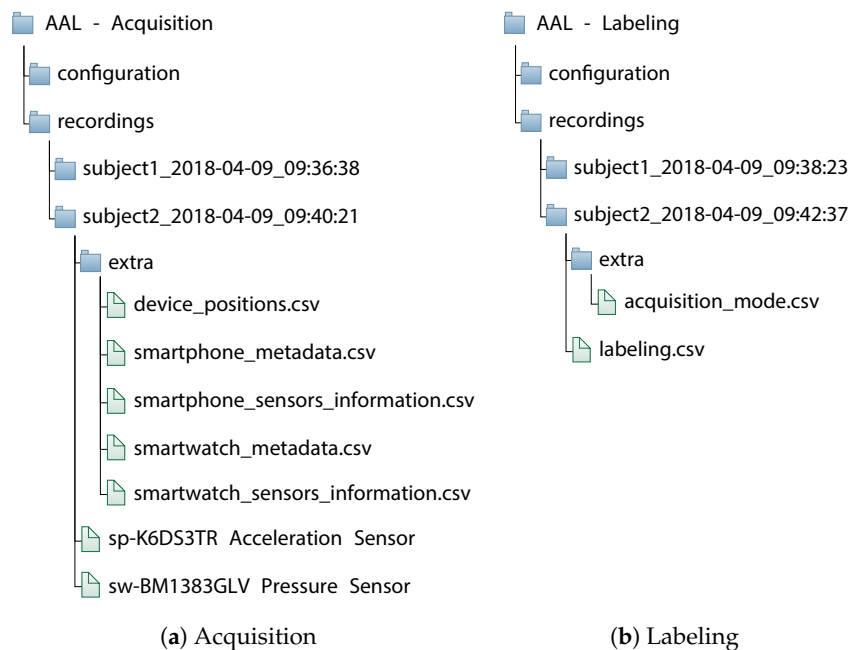 AAL - Acquisition
configuration
recordings
subject1_2018-04-09_09:36:38
subject2_2018-04-09_09:40:21
extra
device_positions.csv
smartphone_metadata.csv
smartphone_sensors_information.csv
smartwatch_metadata.csv
smartwatch_sensors_information.csv
sp-K6DS3TR Acceleration Sensor
sw-BM1383GLV Pressure Sensor
(a) Acquisition
AAL - Labeling
configuration
recordings
subject1_2018-04-09_09:38:23
subject2_2018-04-09_09:42:37
extra
acquisition_mode.csv
labeling.csv
(b) Labeling